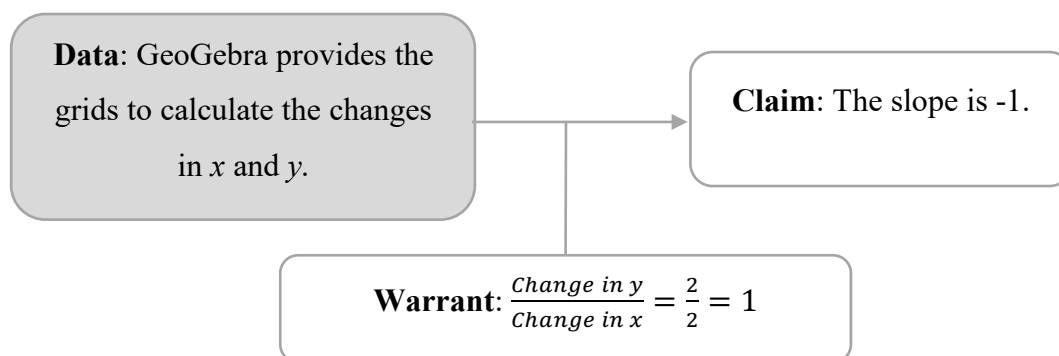 Data: GeoGebra provides the
grids to calculate the changes
in x and y.
Claim: The slope is -1.
Warrant: Change in y / Change in x = 2/2 = 1